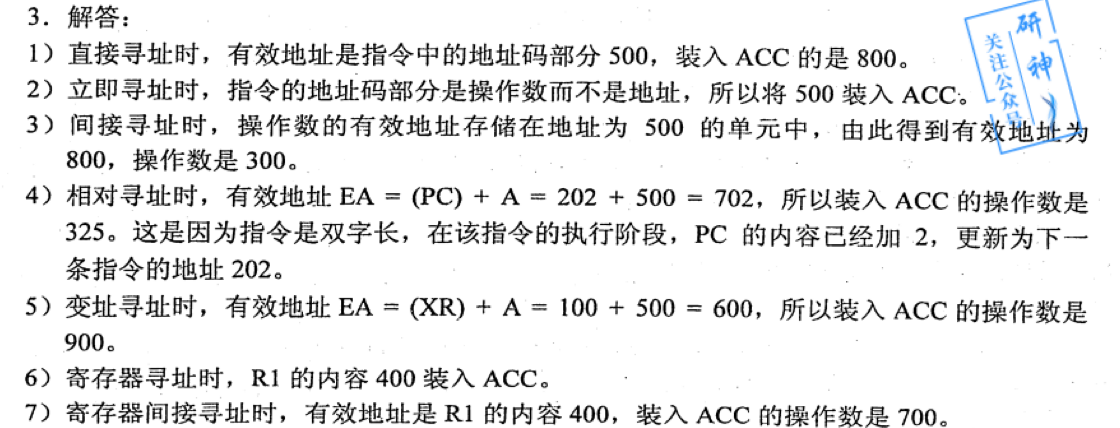 3．解答：
1）直接寻址时，有效地址是指令中的地址码部分 500，装入 ACC 的是 800。
2）立即寻址时，指令的地址码部分是操作数而不是地址，所以将 500 装入 ACC。
3）间接寻址时，操作数的有效地址存储在地址为 500 的单元中，由此得到有效地址为
800，操作数是 300。
4）相对寻址时，有效地址 EA = (PC) + A = 202 + 500 = 702，所以装入 ACC 的操作数是
325。这是因为指令是双字长，在该指令的执行阶段，PC 的内容已经加 2，更新为下一
条指令的地址 202。
5）变址寻址时，有效地址 EA = (XR) + A = 100 + 500 = 600，所以装入 ACC 的操作数是
900。
6）寄存器寻址时，R1 的内容 400 装入 ACC。
7）寄存器间接寻址时，有效地址是 R1 的内容 400，装入 ACC 的操作数是 700。
关注公众号
研神